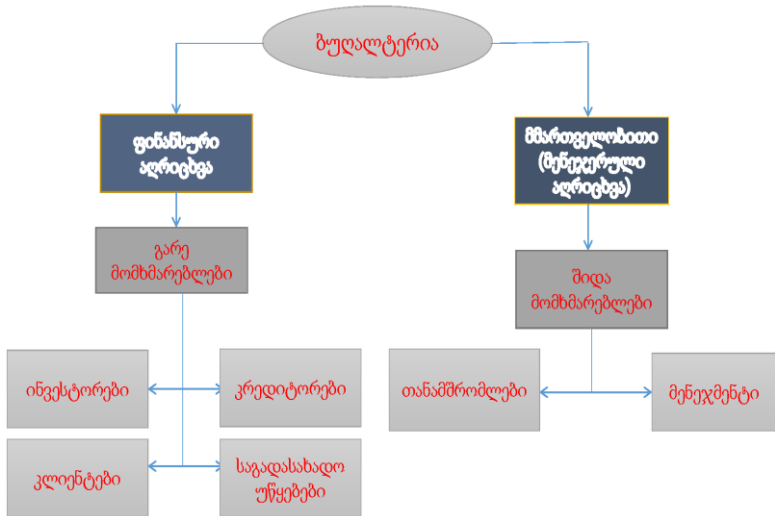 ბუღალტერია
ფინანსური
აღრიცხვა
მმართველობითი
(მენეჯერული
აღრიცხვა)
გარე
მომხმარებლები
შიდა
მომხმარებლები
ინვესტორები
კრედიტორები
თანამშრომლები
მენეჯმენტი
კლიენტები
საგადასახადო
უწყებები